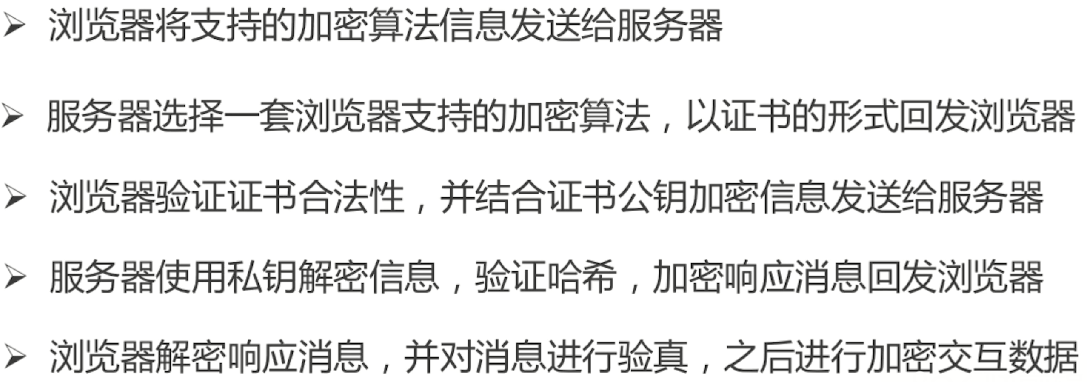 ➢ 浏览器将支持的加密算法信息发送给服务器
➢ 服务器选择一套浏览器支持的加密算法，以证书的形式回发浏览器
➢ 浏览器验证证书合法性，并结合证书公钥加密信息发送给服务器
➢ 服务器使用私钥解密信息，验证哈希，加密响应消息回发浏览器
➢ 浏览器解密响应消息，并对消息进行验真，之后进行加密交互数据